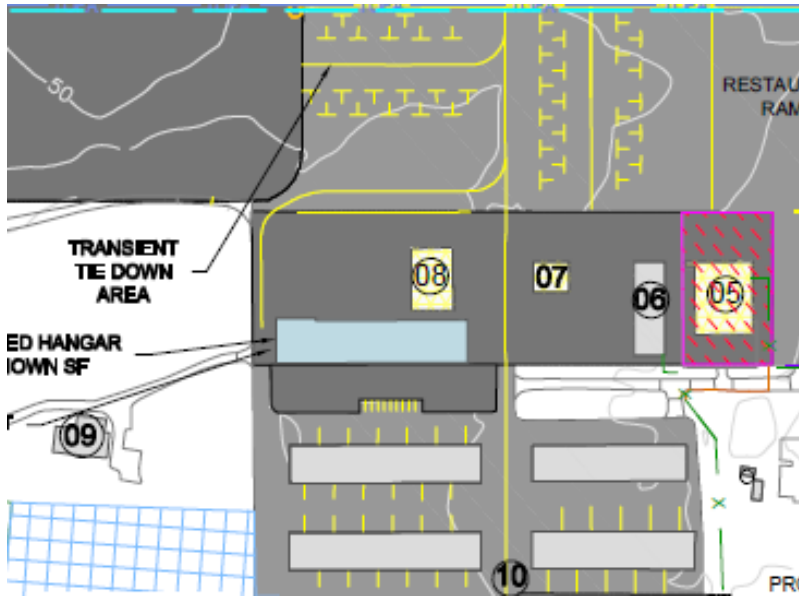 50
RESTAU
RAM
TRANSIENT
TIE DOWN
AREA
08
07
06
05
ED HANGAR
OWN SF
09
10
PRO